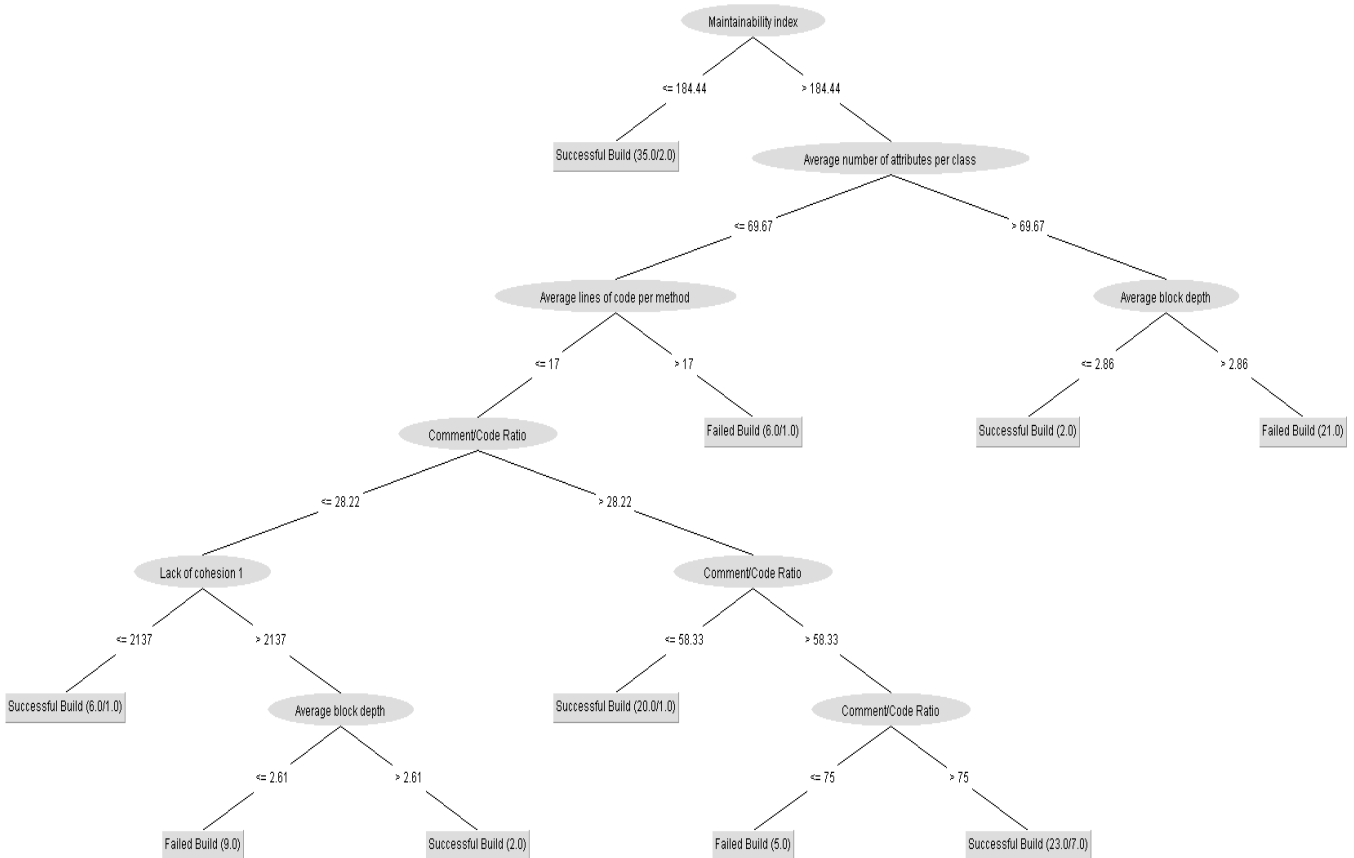 Maintainability index
<= 184.44
> 184.44
Successful Build (35.0/2.0)
Average number of attributes per class
<= 69.67
> 69.67
Average lines of code per method
Average block depth
<= 17
> 17
<= 2.86
> 2.86
Comment/Code Ratio
Failed Build (6.0/1.0)
Successful Build (2.0)
Failed Build (21.0)
<= 28.22
> 28.22
Lack of cohesion 1
Comment/Code Ratio
<= 2137
> 2137
<= 58.33
> 58.33
Successful Build (6.0/1.0)
Average block depth
Successful Build (20.0/1.0)
Comment/Code Ratio
<= 2.61
> 2.61
<= 75
> 75
Failed Build (9.0)
Successful Build (2.0)
Failed Build (5.0)
Successful Build (23.0/7.0)